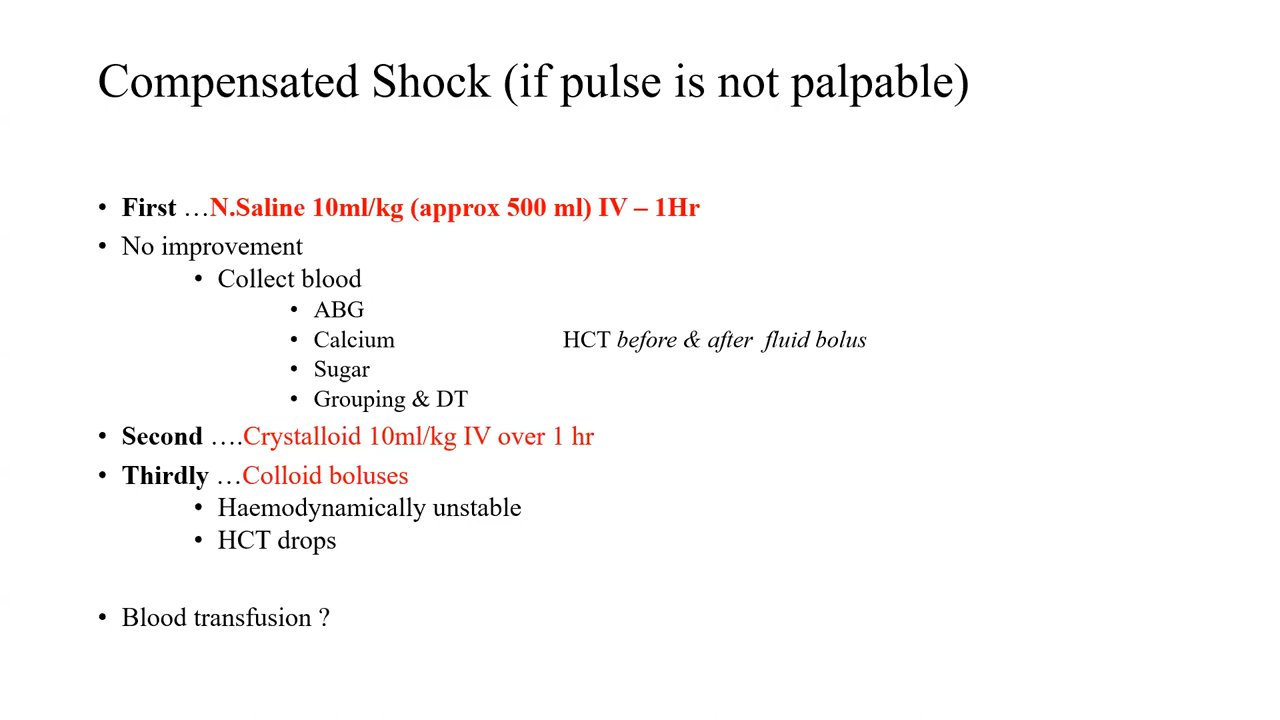 Compensated Shock (if pulse is not palpable)
• First …N.Saline 10ml/kg (approx 500 ml) IV – 1Hr
• No improvement
• Collect blood
• ABG
• Calcium HCT before & after fluid bolus
• Sugar
• Grouping & DT
• Second ….Crystalloid 10ml/kg IV over 1 hr
• Thirdly …Colloid boluses
• Haemodynamically unstable
• HCT drops
• Blood transfusion ?